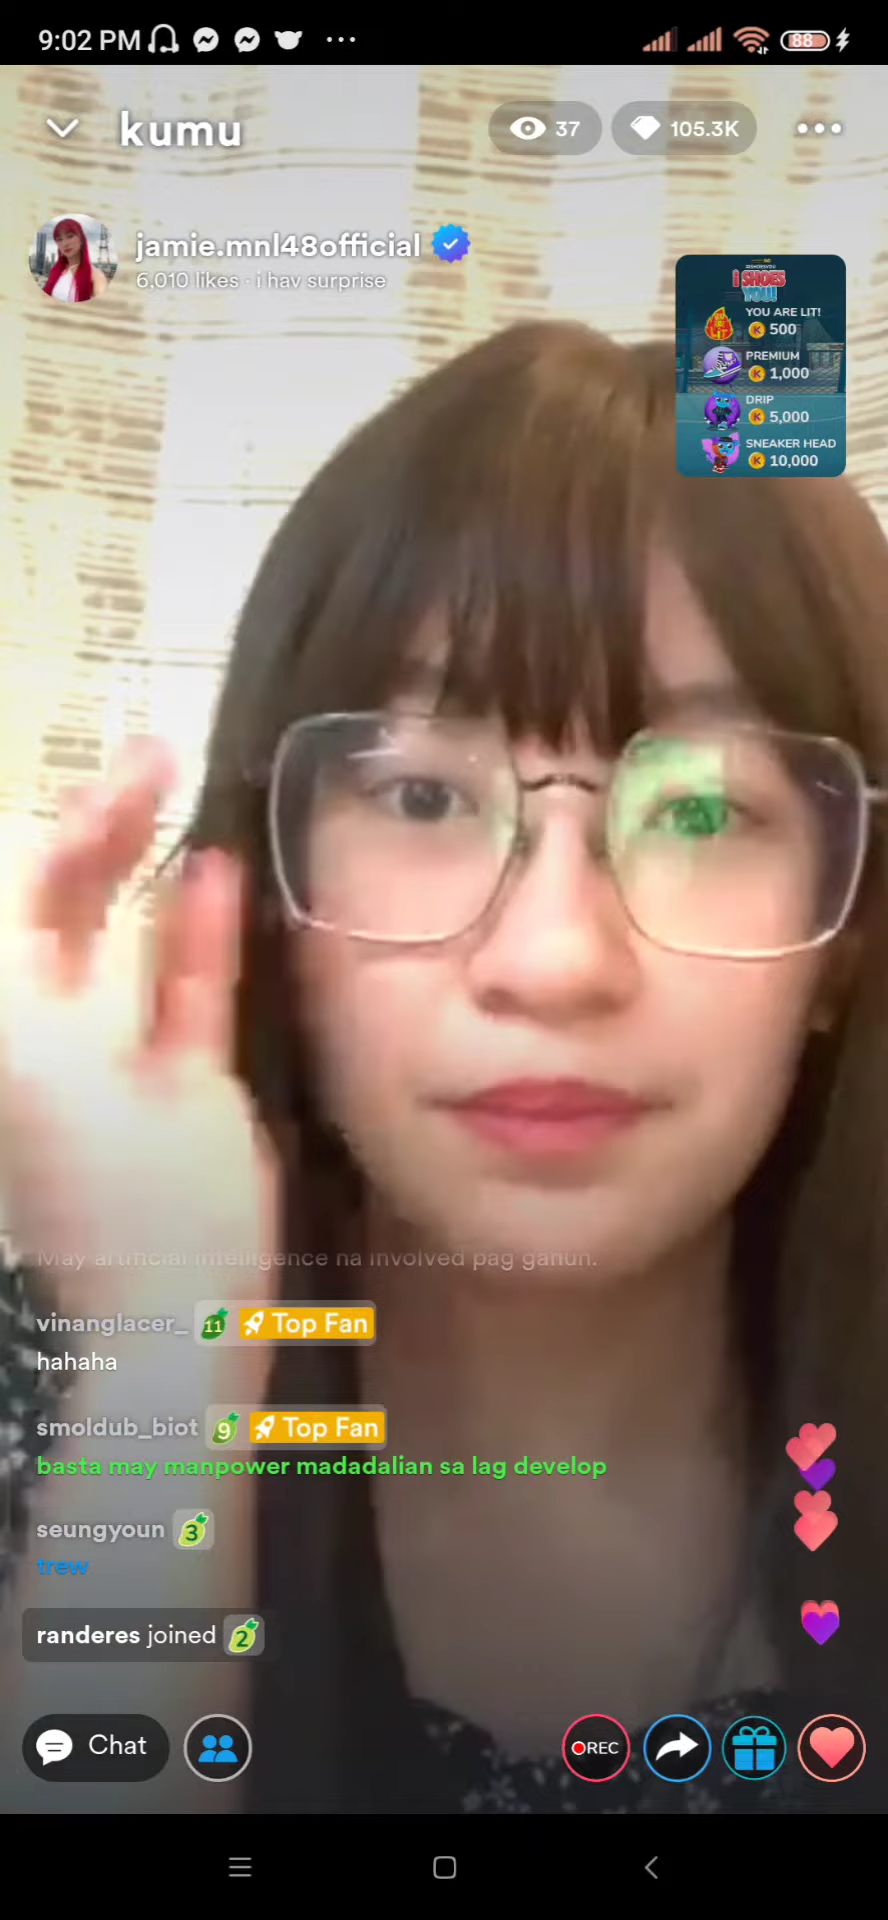 9:02 PM
88
kumu
37
105.3K
jamie.mnl48official
6,010 likes · i hav surprise
I SHOES
YOU!
YOU ARE LIT!
500
PREMIUM
1,000
DRIP
5,000
SNEAKER HEAD
10,000
May artificial intelligence na involved pag ganun.
vinanglacer_ 11 Top Fan
hahaha
smoldub_biot 9 Top Fan
basta may manpower madadalian sa lag develop
seungyoun 3
trew
randeres joined 2
Chat
REC